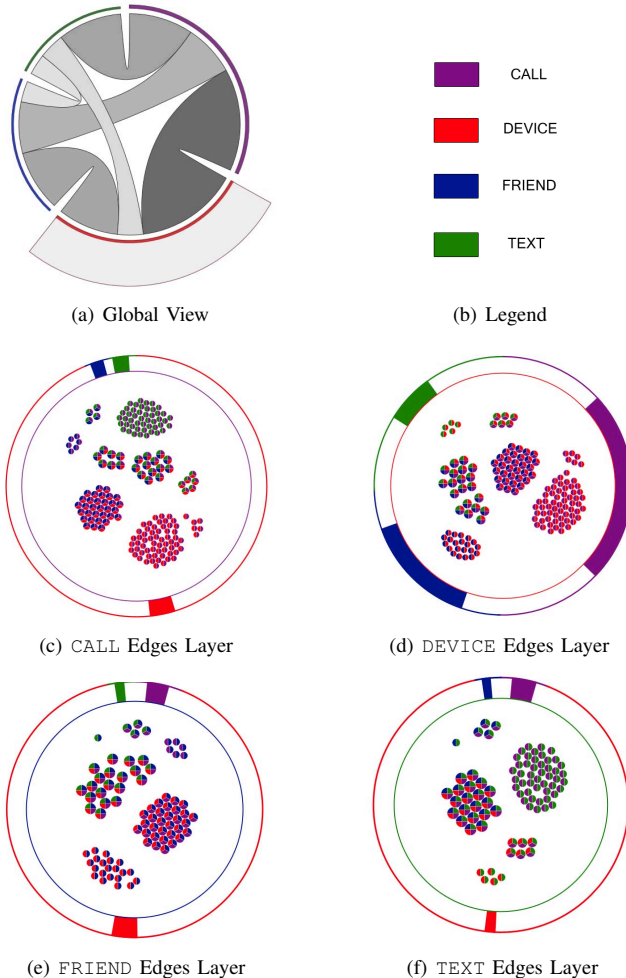 CALL
DEVICE
FRIEND
TEXT
(a) Global View
(b) Legend
(c) CALL Edges Layer
(d) DEVICE Edges Layer
(e) FRIEND Edges Layer
(f) TEXT Edges Layer